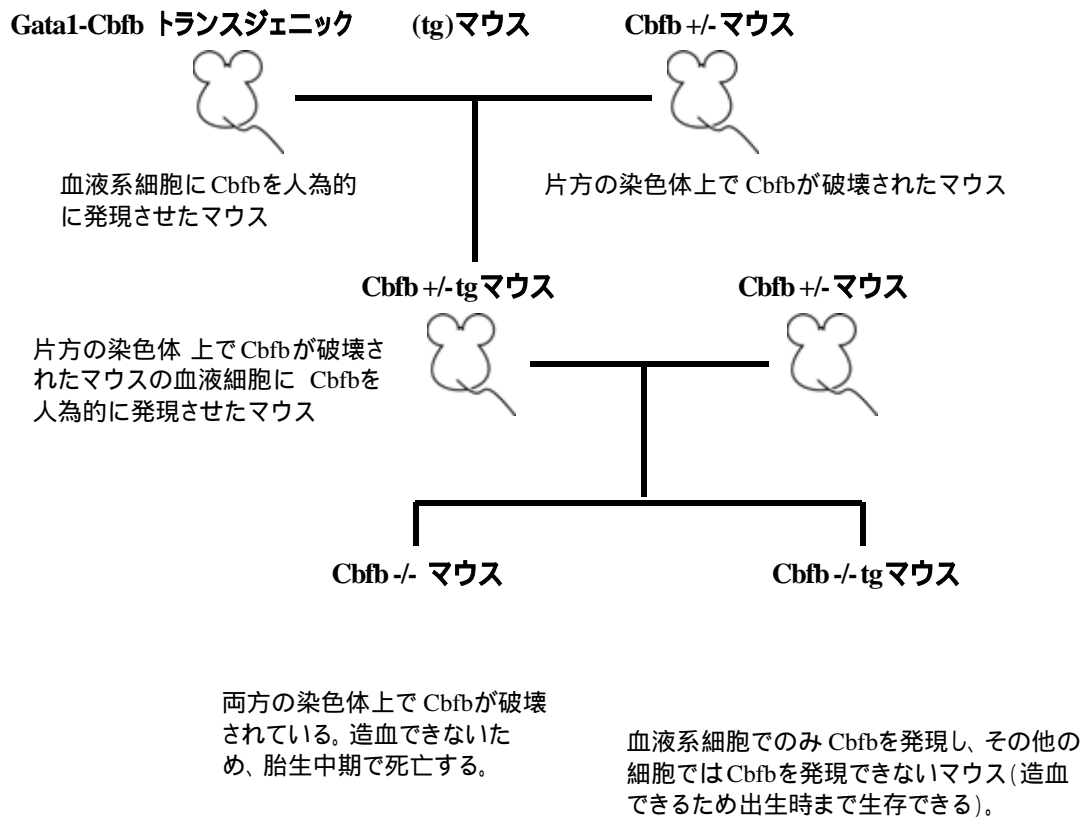 Gata1-Cbfb トランスジェニック (tg)マウス
Cbfb +/- マウス
血液系細胞に Cbfbを人為的
に発現させたマウス
片方の染色体上で Cbfbが破壊されたマウス
Cbfb +/- tg マウス
Cbfb +/- マウス
片方の染色体 上で Cbfbが破壊さ
れたマウスの血液細胞に Cbfbを
人為的に発現させたマウス
Cbfb -/- マウス
Cbfb -/- tg マウス
両方の染色体上で Cbfbが破壊
されている。造血できないた
め、胎生中期で死亡する。
血液系細胞でのみ Cbfbを発現し、その他の
細胞ではCbfbを発現できないマウス(造血
できるため出生時まで生存できる)。